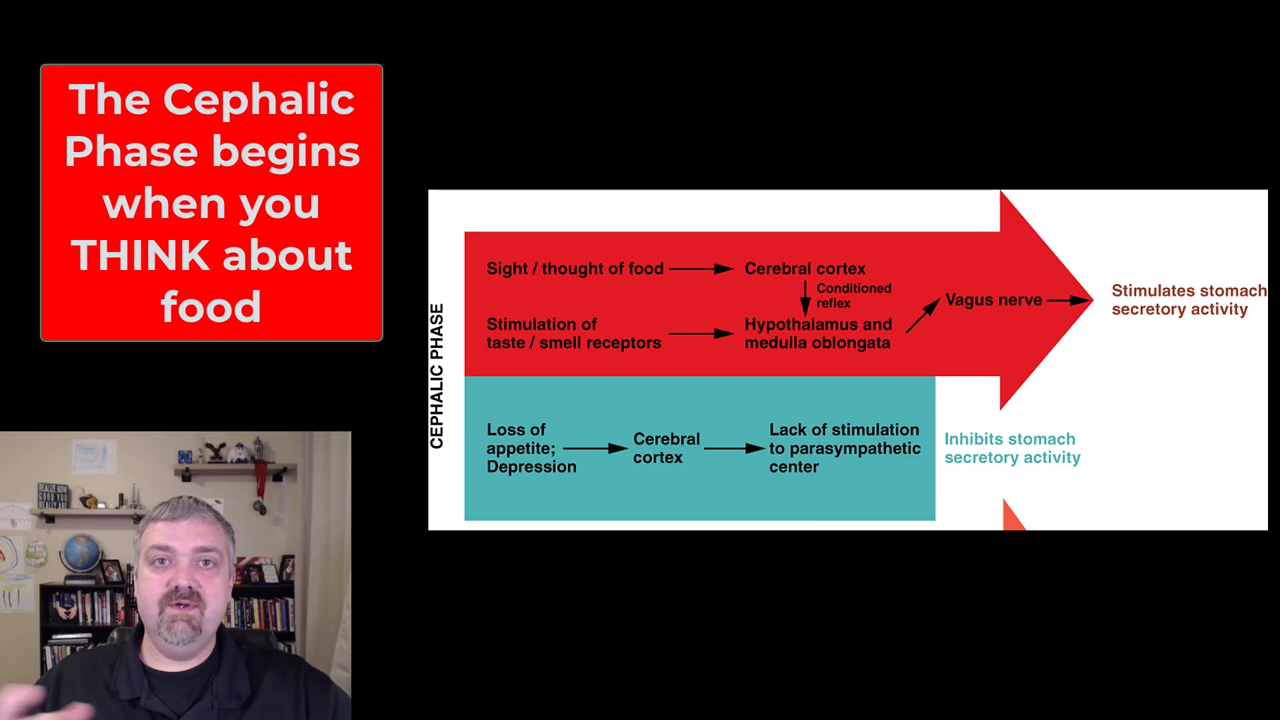 The Cephalic
Phase begins
when you
THINK about
food
CEPHALIC PHASE
Sight / thought of food
Cerebral cortex
Conditioned
reflex
Stimulation of
taste / smell receptors
Hypothalamus and
medulla oblongata
Vagus nerve
Stimulates stomach
secretory activity
Loss of
appetite;
Depression
Cerebral
cortex
Lack of stimulation
to parasympathetic
center
Inhibits stomach
secretory activity